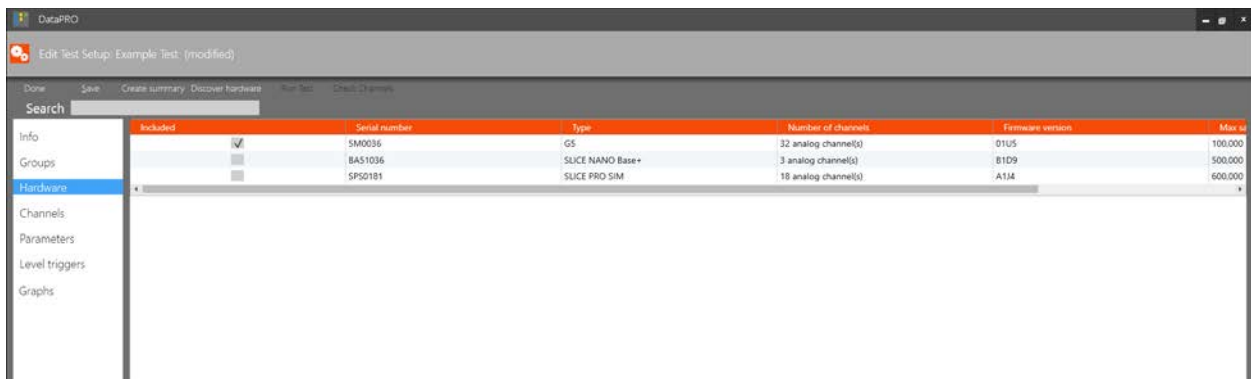 DataPRO
Edit Test Setup: Example Test (modified)
Done Save Create summary Discover hardware Run Test Check Channels
Search
Info
Groups
Hardware
Channels
Parameters
Level triggers
Graphs
Included Serial number Type Number of channels Firmware version Max sa
5M0036 G5 32 analog channel(s) 01U5 100,000
BA51036 SLICE NANO Base+ 3 analog channel(s) B1D9 500,000
SPS0181 SLICE PRO SIM 18 analog channel(s) A1J4 600,000